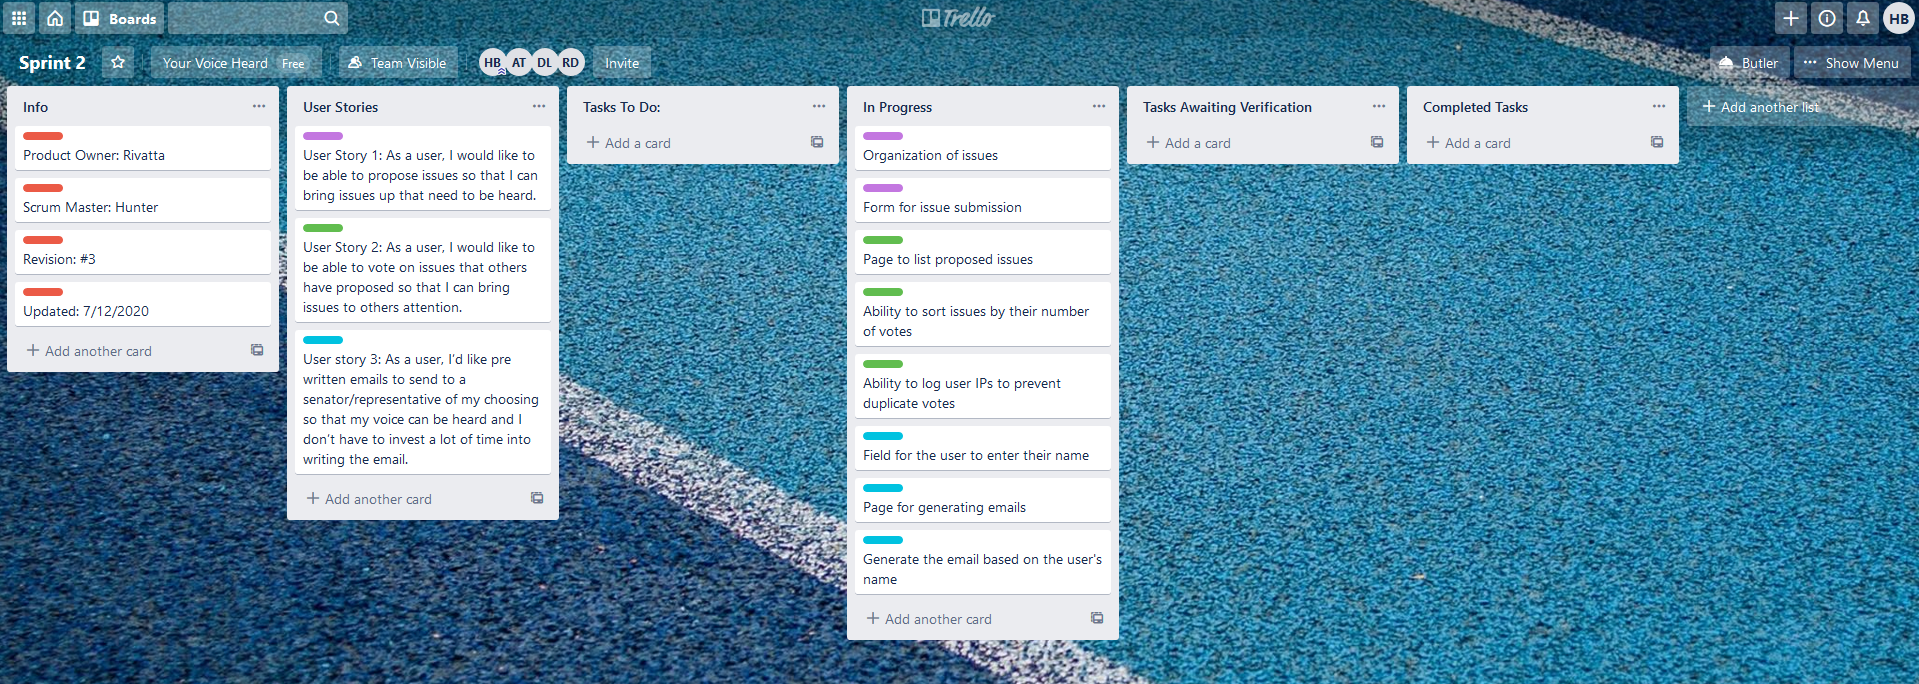 Boards
Trello
HB
Sprint 2
Your Voice Heard Free
Team Visible
HB AT DL RD
Invite
Butler
Show Menu
Info
Product Owner: Rivatta
Scrum Master: Hunter
Revision: #3
Updated: 7/12/2020
Add another card
User Stories
User Story 1: As a user, I would like to
be able to propose issues so that I can
bring issues up that need to be heard.
User Story 2: As a user, I would like to
be able to vote on issues that others
have proposed so that I can bring
issues to others attention.
User story 3: As a user, I'd like pre
written emails to send to a
senator/representative of my choosing
so that my voice can be heard and I
don't have to invest a lot of time into
writing the email.
Add another card
Tasks To Do:
Add a card
In Progress
Organization of issues
Form for issue submission
Page to list proposed issues
Ability to sort issues by their number
of votes
Ability to log user IPs to prevent
duplicate votes
Field for the user to enter their name
Page for generating emails
Generate the email based on the user's
name
Add another card
Tasks Awaiting Verification
Add a card
Completed Tasks
Add a card
Add another list